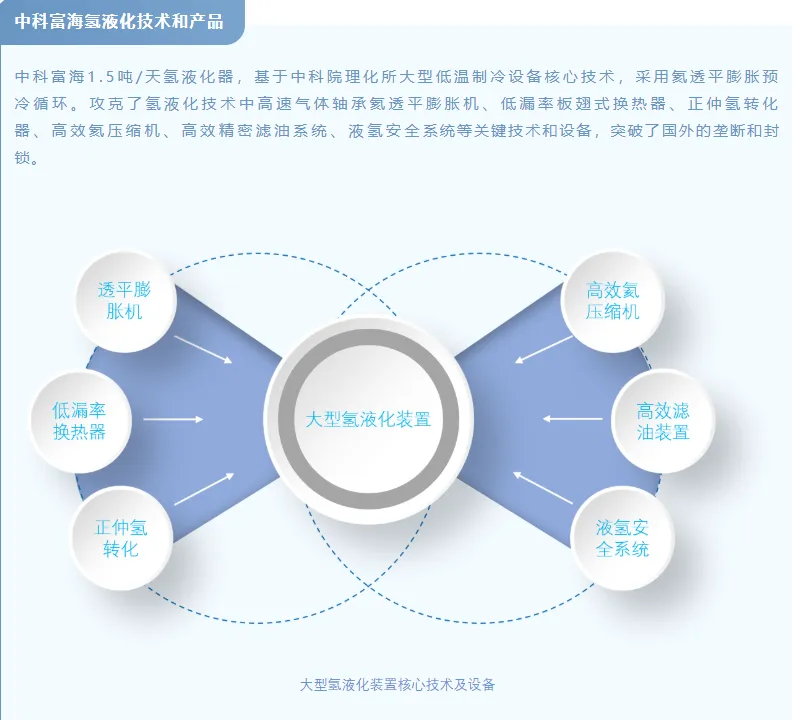 中科富海氢液化技术和产品
中科富海1.5吨/天氢液化器，基于中科院理化所大型低温制冷设备核心技术，采用氦透平膨胀预
冷循环。攻克了氢液化技术中高速气体轴承氦透平膨胀机、低漏率板翅式换热器、正仲氢转化
器、高效氦压缩机、高效精密滤油系统、液氢安全系统等关键技术和设备，突破了国外的垄断和封
锁。
透平膨
胀机
高效氦
压缩机
低漏率
换热器
大型氢液化装置
高效滤
油装置
正仲氢
转化
液氢安
全系统
大型氢液化装置核心技术及设备